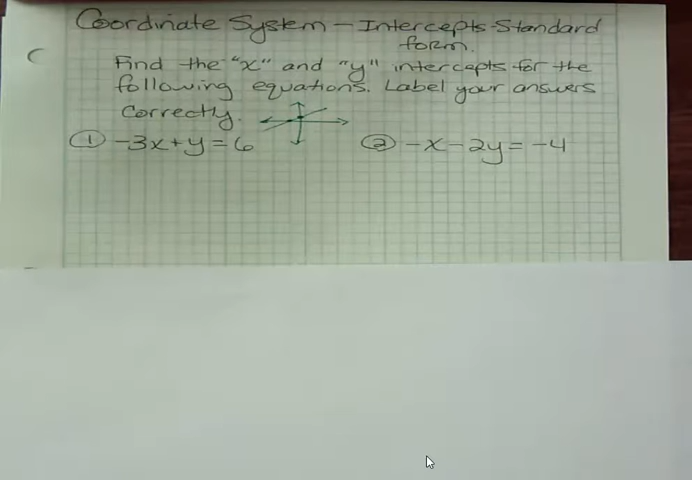 Coordinate System - Intercepts-Standard
form.
Find the "x" and "y" intercepts for the
following equations. Label your answers
correctly.
① -3x+y=6 ② -x-2y=-4